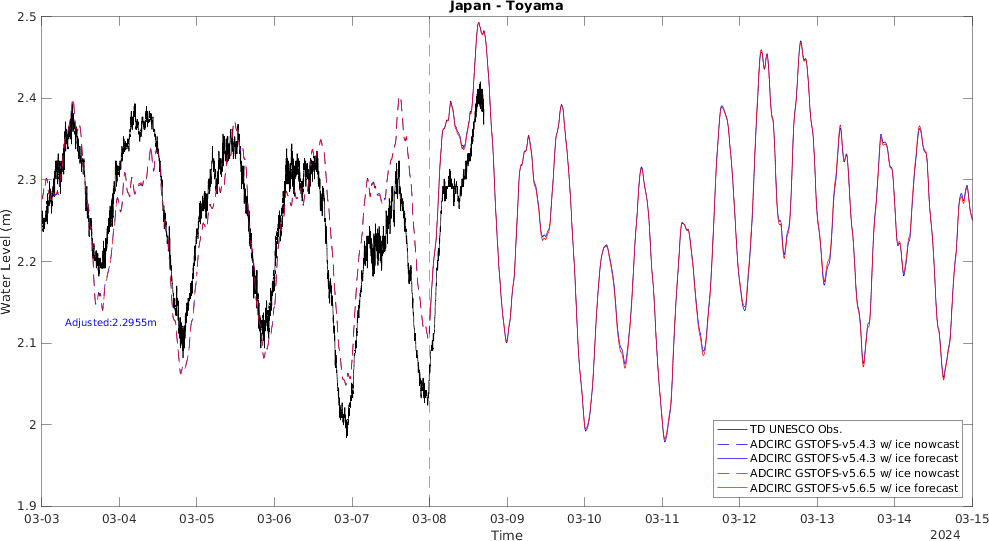 Japan - Toyama
2.5
2.4
2.3
2.2
2.1
2
1.9
Water Level (m)
Adjusted:2.2955m
TD UNESCO Obs.
ADCIRC GSTOFS-v5.4.3 w/ ice nowcast
ADCIRC GSTOFS-v5.4.3 w/ ice forecast
ADCIRC GSTOFS-v5.6.5 w/ ice nowcast
ADCIRC GSTOFS-v5.6.5 w/ ice forecast
03-03 03-04 03-05 03-06 03-07 03-08 03-09 03-10 03-11 03-12 03-13 03-14 03-15
Time
2024